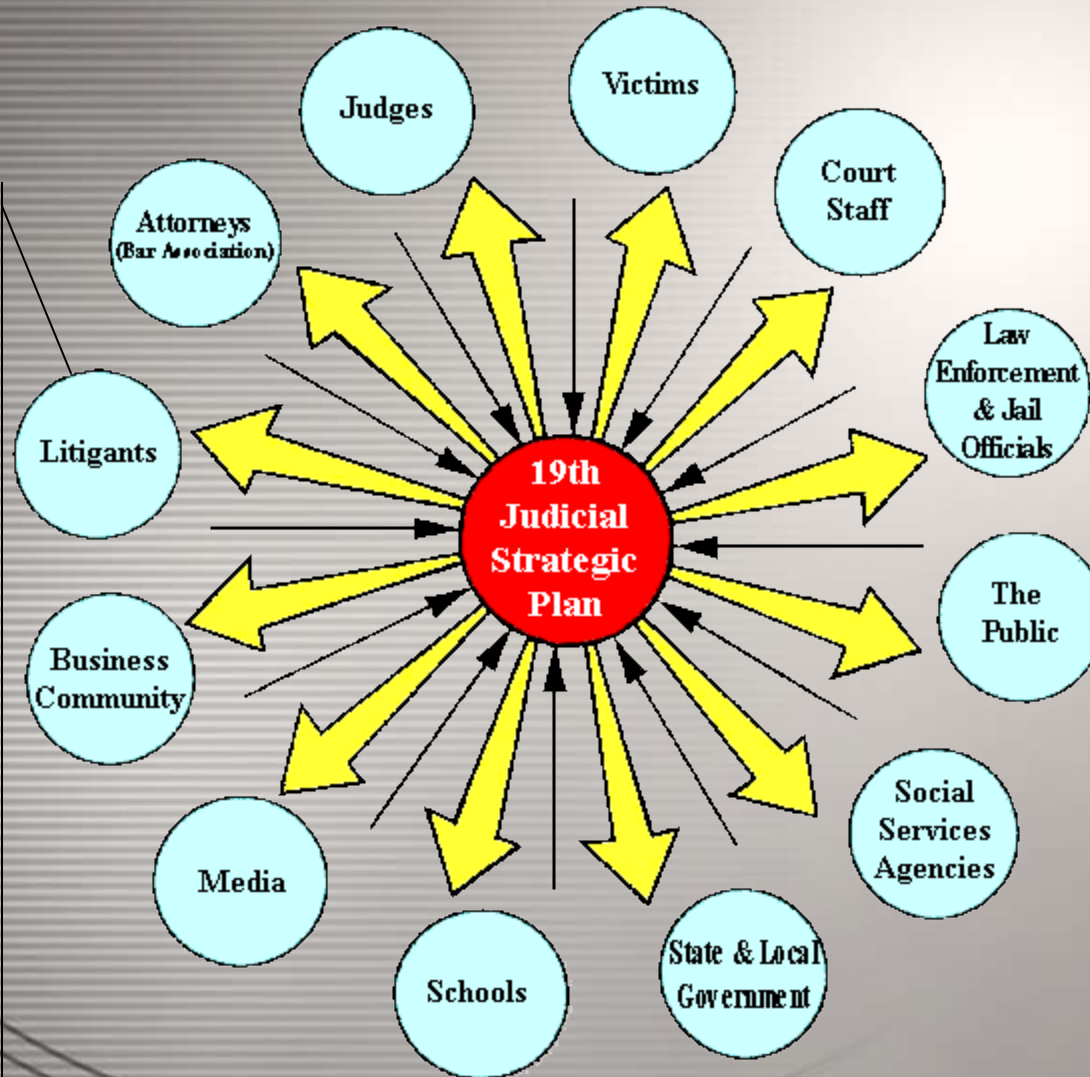 Judges
Victims
Court
Staff
Attorneys
(Bar Association)
Law
Enforcement
& Jail
Officials
Litigants
19th
Judicial
Strategic
Plan
The
Public
Business
Community
Social
Services
Agencies
Media
Schools
State & Local
Government